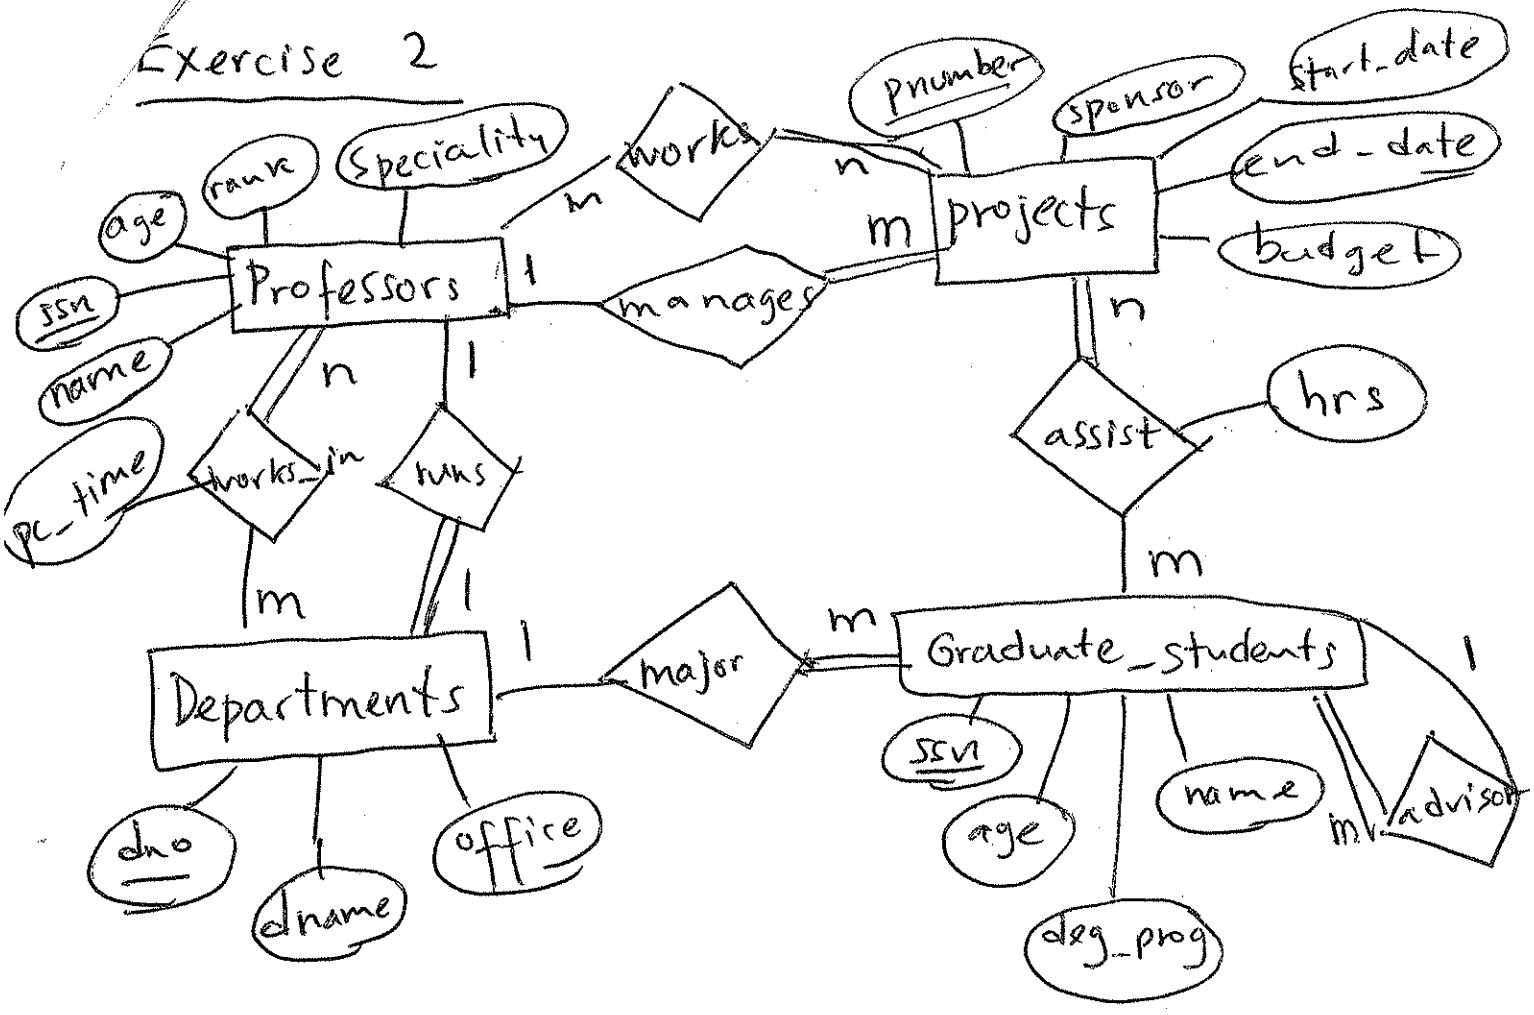 Exercise 2
pnumber
sponsor
start_date
end_date
budget
rank
speciality
works
age
n
m
projects
m
Professors
1
manages
ssn
name
n
1
n
hrs
assist
pc_time
works_in
runs
m
1
m
1
m
Graduate_students
1
major
Departments
ssn
name
advisor
m
age
dno
office
dname
deg_prog